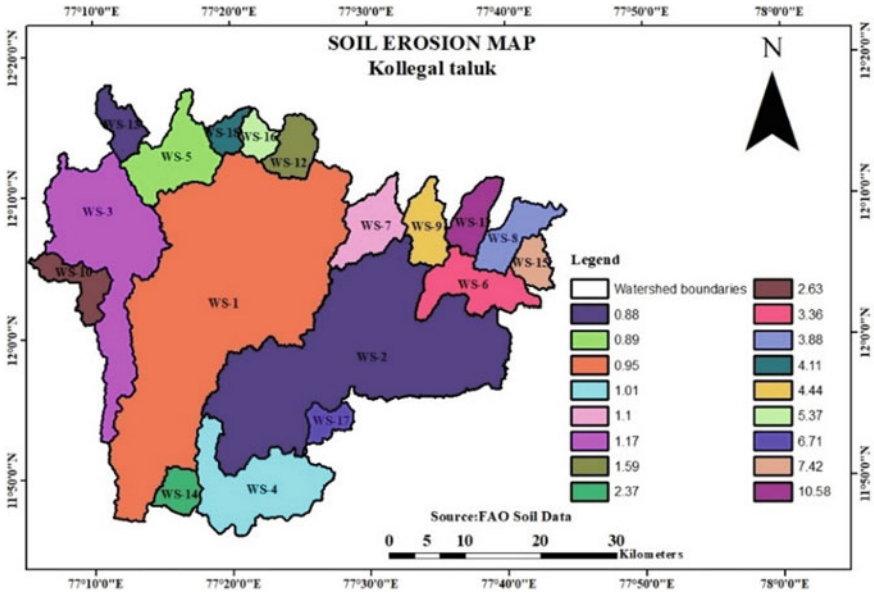 77°10'0"E 77°20'0"E 77°30'0"E 77°40'0"E 77°50'0"E 78°0'0"E
SOIL EROSION MAP
Kollegal taluk
N
12°20'0"N
12°20'0"N
WS-13
WS-5
WS-18
WS-16
WS-12
12°10'0"N
12°10'0"N
WS-3
WS-7
WS-9
WS-8
WS-15
WS-10
WS-6
WS-1
WS-2
12°0'0"N
12°0'0"N
WS-17
WS-14
WS-4
11°50'0"N
11°50'0"N
Legend
Watershed boundaries
0.88
0.89
0.95
1.01
1.1
1.17
1.59
2.37
2.63
3.36
3.88
4.11
4.44
5.37
6.71
7.42
10.58
Source:FAO Soil Data
0 5 10 20 30
Kilometers
77°10'0"E 77°20'0"E 77°30'0"E 77°40'0"E 77°50'0"E 78°0'0"E